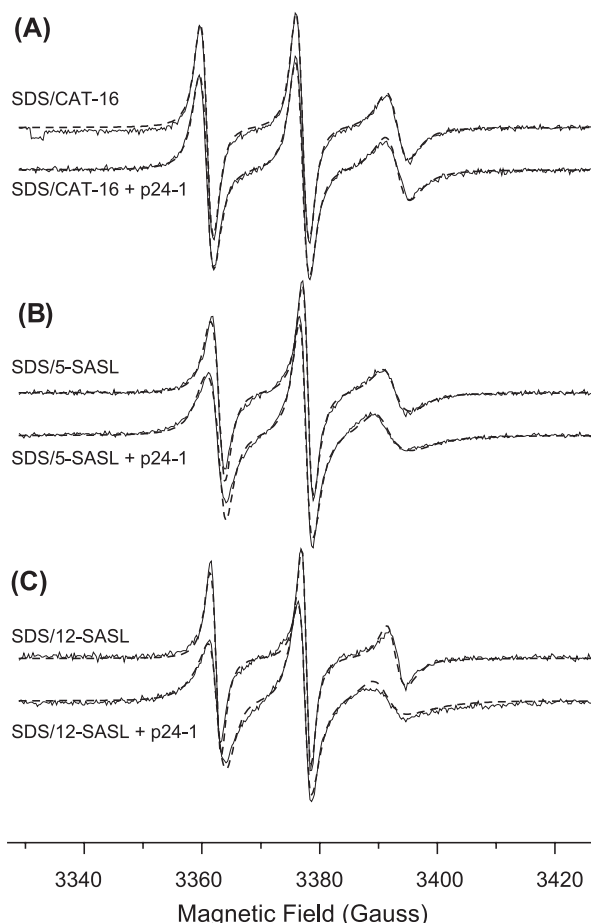 (A)
SDS/CAT-16
SDS/CAT-16 + p24-1
(B)
SDS/5-SASL
SDS/5-SASL + p24-1
(C)
SDS/12-SASL
SDS/12-SASL + p24-1
3340 3360 3380 3400 3420
Magnetic Field (Gauss)